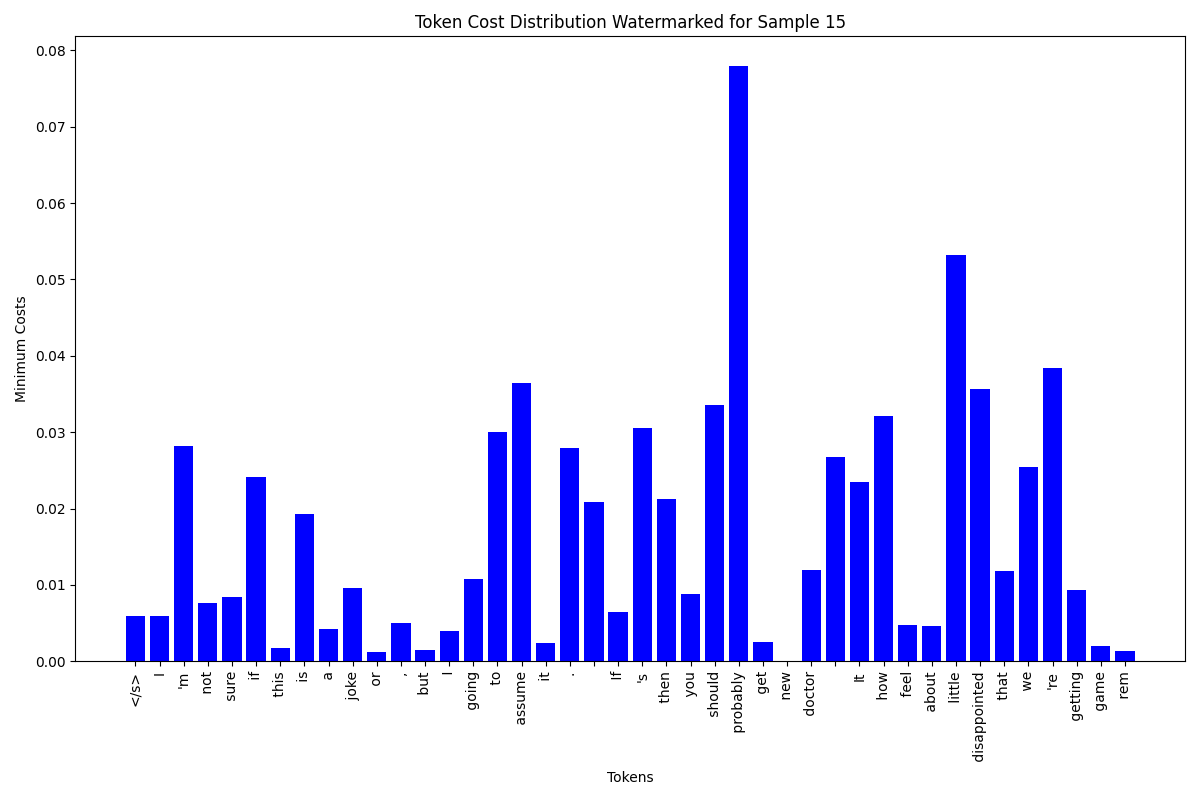 Token Cost Distribution Watermarked for Sample 15
0.08
0.07
0.06
0.05
0.04
0.03
0.02
0.01
0.00
Minimum Costs
</s>
I
'm
not
sure
if
this
is
a
joke
or
,
but
I
going
to
assume
it
.
If
's
then
you
should
probably
get
new
doctor
It
how
feel
about
little
disappointed
that
we
're
getting
game
rem
Tokens